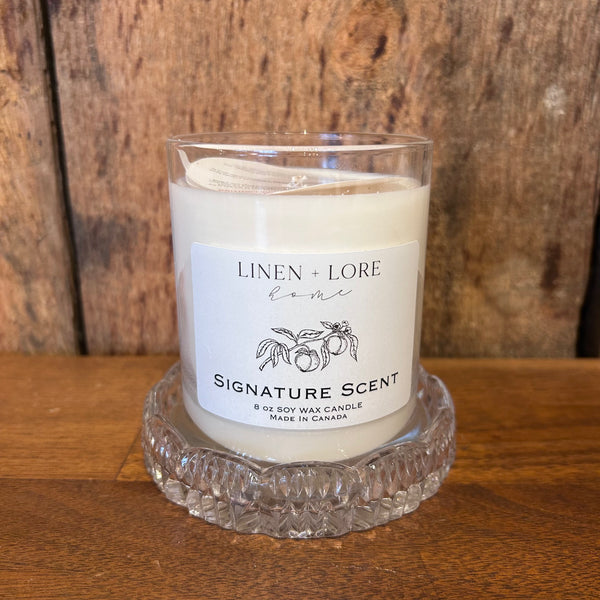 LINEN + LORE
home
SIGNATURE SCENT
8 OZ SOY WAX CANDLE
MADE IN CANADA